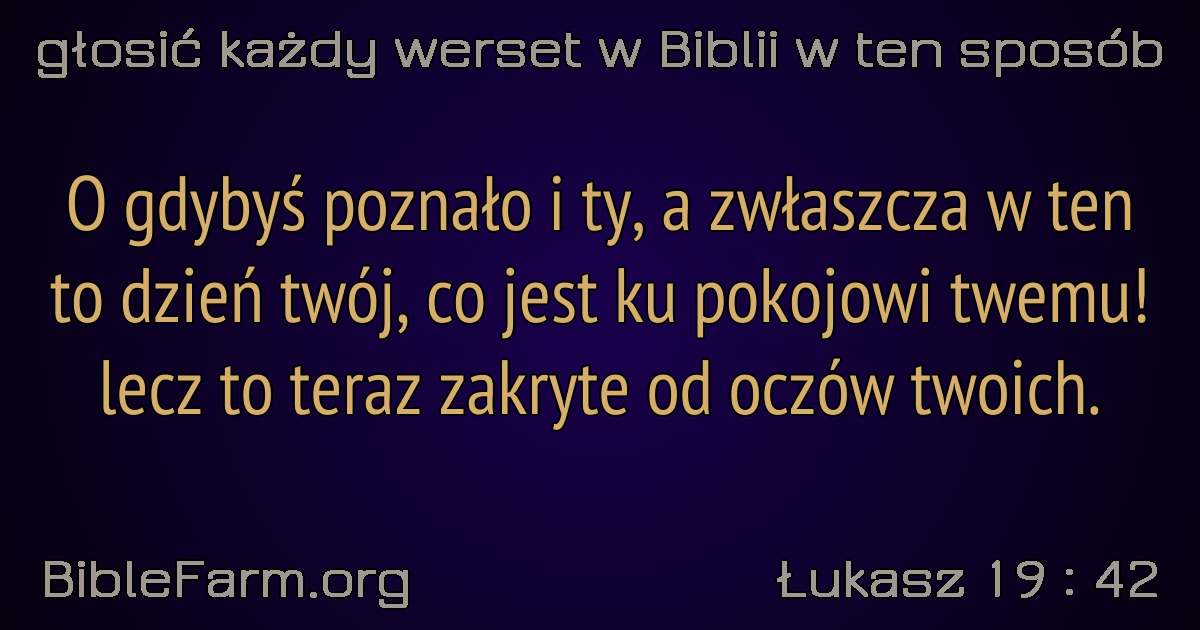 głosić każdy werset w Biblii w ten sposób
O gdybyś poznało i ty, a zwłaszcza w ten
to dzień twój, co jest ku pokojowi twemu!
lecz to teraz zakryte od oczów twoich.
BibleFarm.org
Łukasz 19 : 42